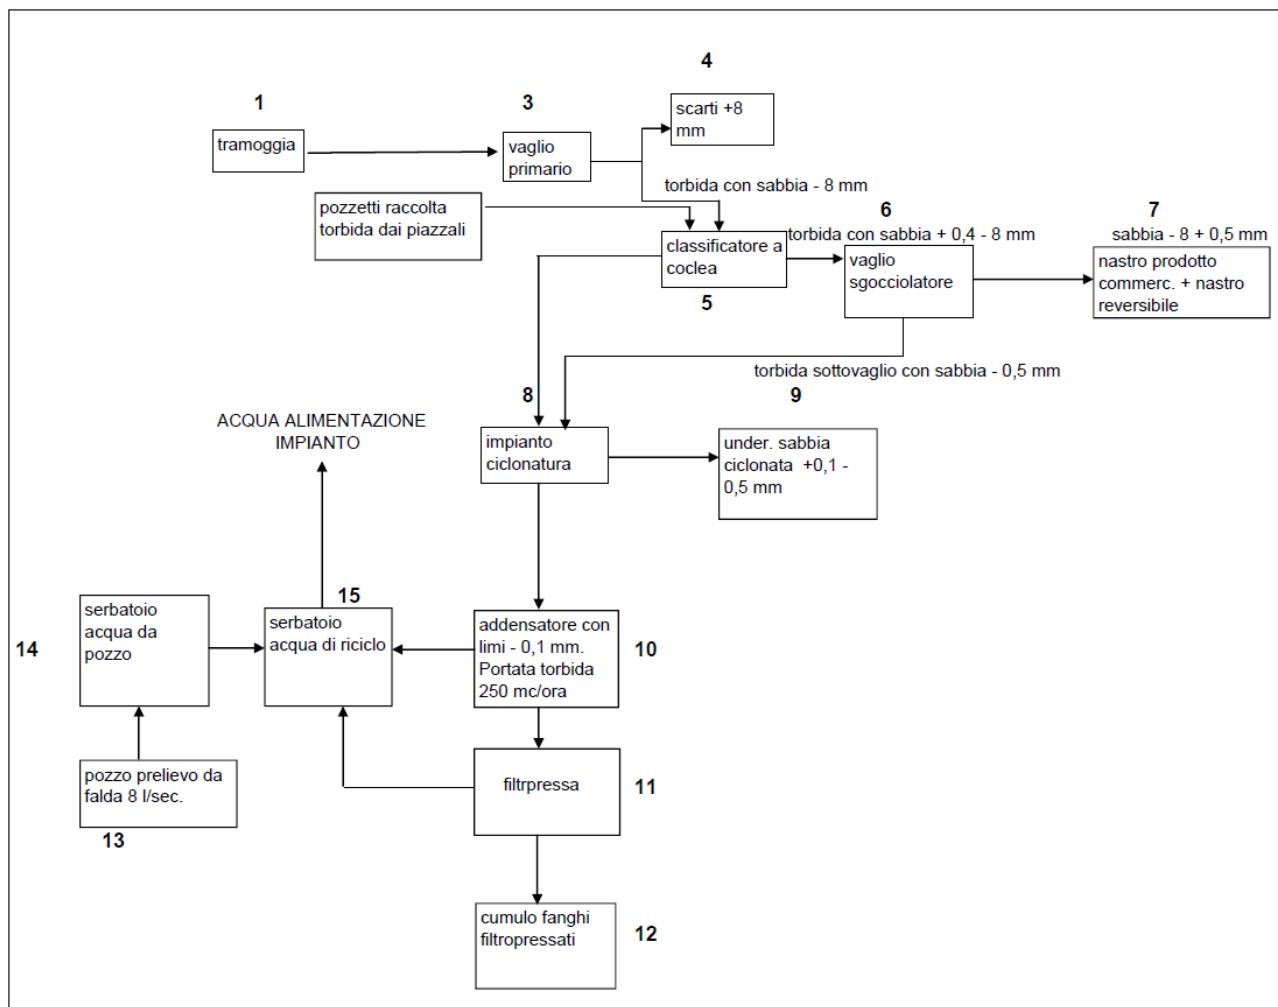 4
1
3
scarti +8
mm
tramoggia
vaglio
primario
torbida con sabbia - 8 mm
pozzetti raccolta
torbida dai piazzali
6
7
torbida con sabbia + 0,4 - 8 mm
sabbia - 8 + 0,5 mm
classificatore a
coclea
vaglio
sgocciolatore
nastro prodotto
commerc. + nastro
reversibile
5
torbida sottovaglio con sabbia - 0,5 mm
8
9
ACQUA ALIMENTAZIONE
IMPIANTO
impianto
ciclonatura
under. sabbia
ciclonata +0,1 -
0,5 mm
15
serbatoio
acqua da
pozzo
serbatoio
acqua di riciclo
addensatore con
limi - 0,1 mm.
Portata torbida
250 mc/ora
14
10
pozzo prelievo da
falda 8 l/sec.
filtrpressa
11
13
cumulo fanghi
filtropressati
12